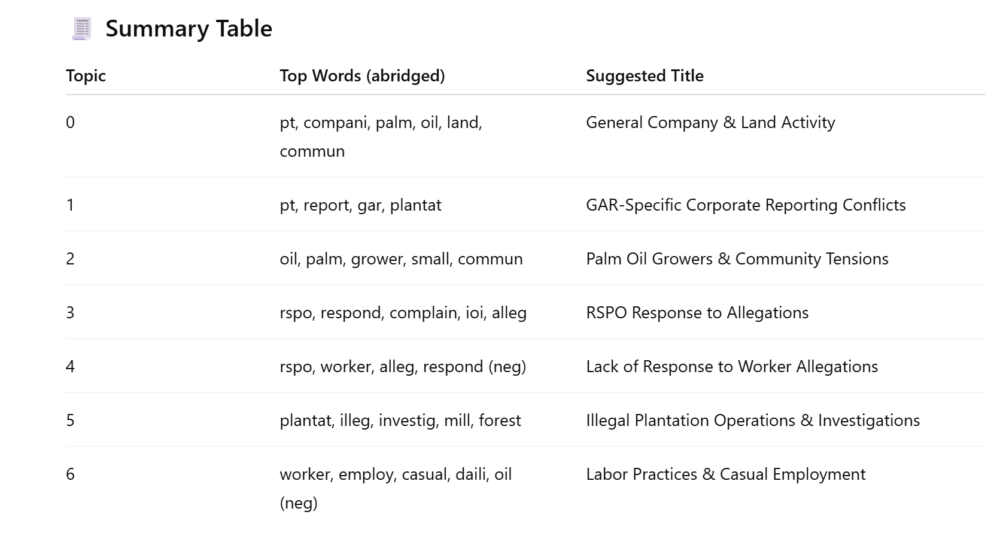 Summary Table
Topic Top Words (abridged) Suggested Title
0 pt, compani, palm, oil, land, General Company & Land Activity
commun
1 pt, report, gar, plantat GAR-Specific Corporate Reporting Conflicts
2 oil, palm, grower, small, commun Palm Oil Growers & Community Tensions
3 rspo, respond, complain, ioi, alleg RSPO Response to Allegations
4 rspo, worker, alleg, respond (neg) Lack of Response to Worker Allegations
5 plantat, illeg, investig, mill, forest Illegal Plantation Operations & Investigations
6 worker, employ, casual, daili, oil Labor Practices & Casual Employment
(neg)